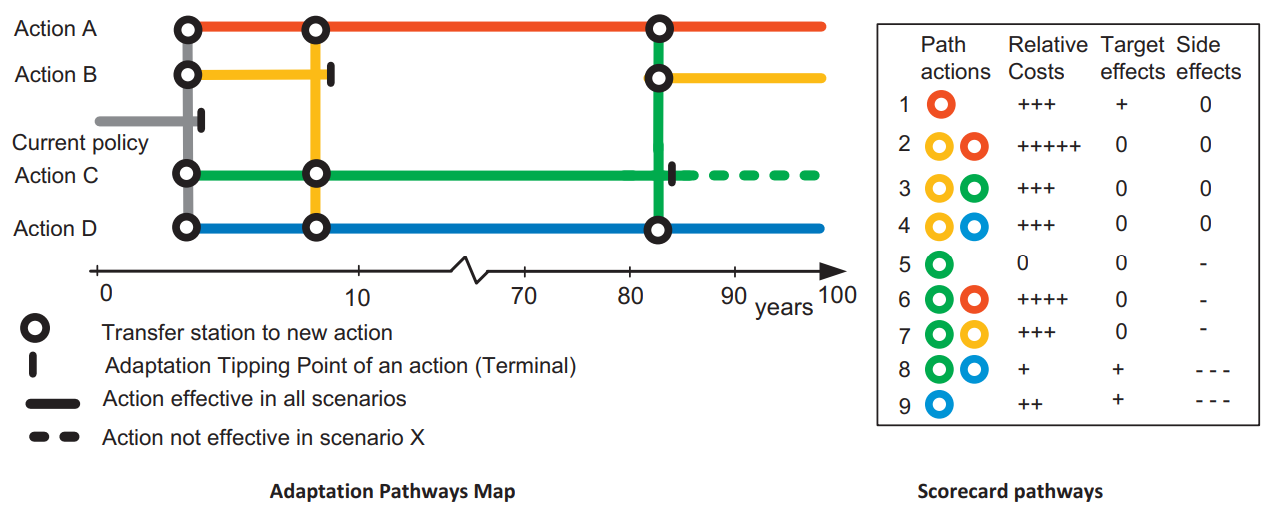 Action A
Action B
Current policy
Action C
Action D
0
10
70
80
90
100
years
Transfer station to new action
Adaptation Tipping Point of an action (Terminal)
Action effective in all scenarios
Action not effective in scenario X
Adaptation Pathways Map
Path actions Relative Costs Target effects Side effects
1 +++ + 0
2 +++++ 0 0
3 +++ 0 0
4 +++ 0 0
5 0 0 -
6 ++++ 0 -
7 +++ 0 -
8 + + - - -
9 ++ + - - -
Scorecard pathways